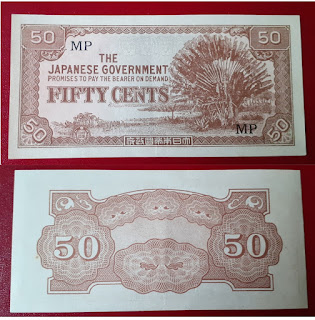 50
50
MP
THE
JAPANESE GOVERNMENT
PROMISES TO PAY THE BEARER ON DEMAND
FIFTY CENTS
MP
50
50
50
50